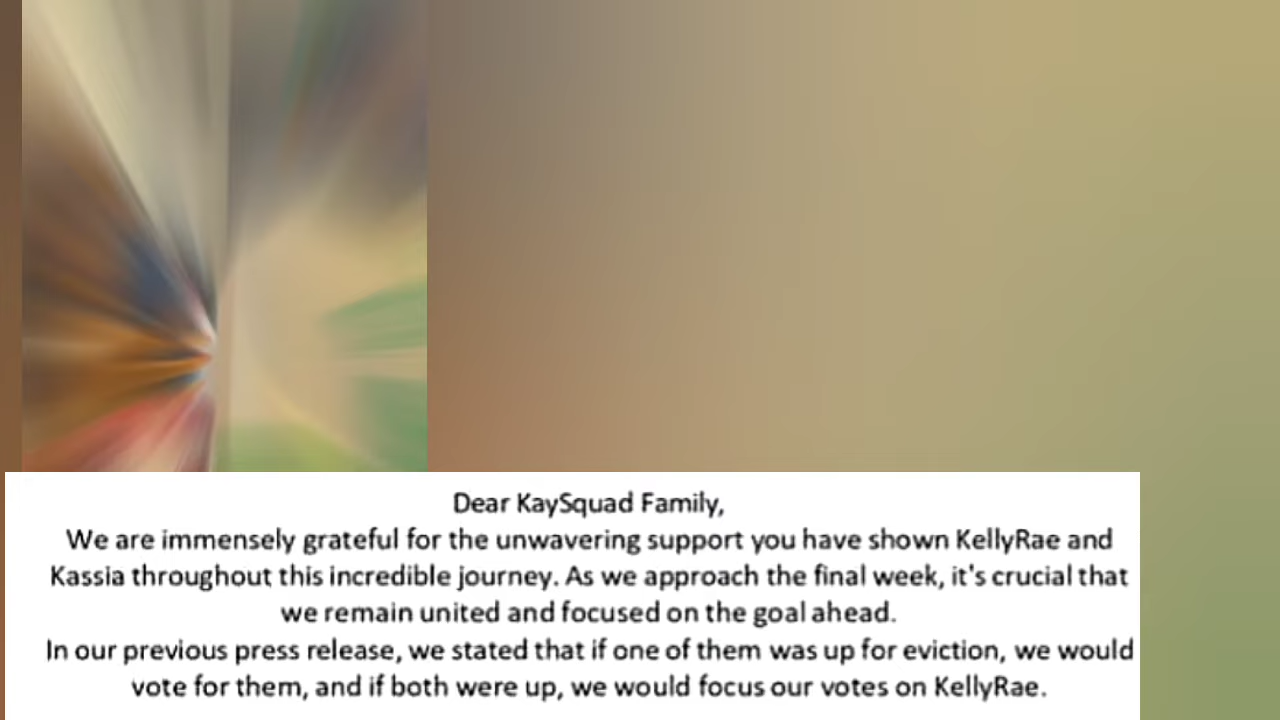 Dear KaySquad Family,
We are immensely grateful for the unwavering support you have shown KellyRae and
Kassia throughout this incredible journey. As we approach the final week, it's crucial that
we remain united and focused on the goal ahead.
In our previous press release, we stated that if one of them was up for eviction, we would
vote for them, and if both were up, we would focus our votes on KellyRae.